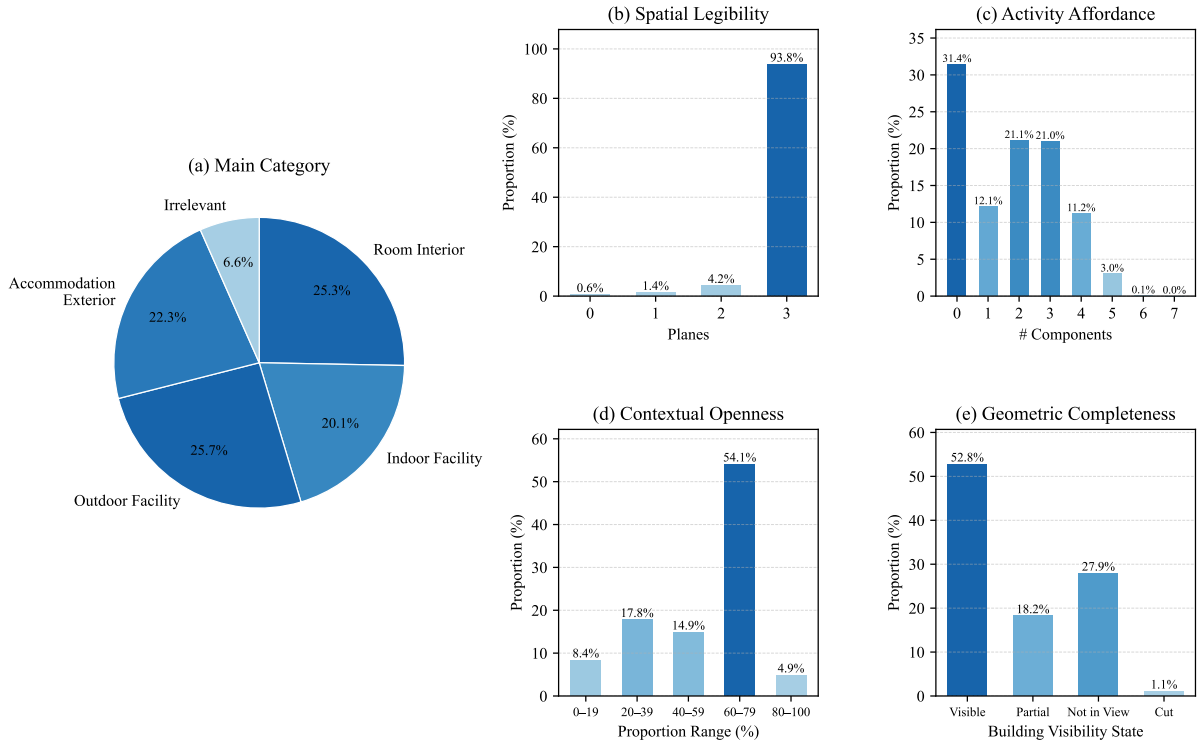 (a) Main Category
Irrelevant
Room Interior
Accommodation
Exterior
6.6%
25.3%
22.3%
20.1%
25.7%
Indoor Facility
Outdoor Facility
(b) Spatial Legibility
Proportion (%)
100
80
60
40
20
0
0.6%
1.4%
4.2%
93.8%
0 1 2 3
Planes
(c) Activity Affordance
Proportion (%)
35
30
25
20
15
10
5
0
31.4%
12.1%
21.1%
21.0%
11.2%
3.0%
0.1%
0.0%
0 1 2 3 4 5 6 7
# Components
(d) Contextual Openness
Proportion (%)
60
50
40
30
20
10
0
8.4%
17.8%
14.9%
54.1%
4.9%
0–19 20–39 40–59 60–79 80–100
Proportion Range (%)
(e) Geometric Completeness
Proportion (%)
60
50
40
30
20
10
0
52.8%
18.2%
27.9%
1.1%
Visible Partial Not in View Cut
Building Visibility State